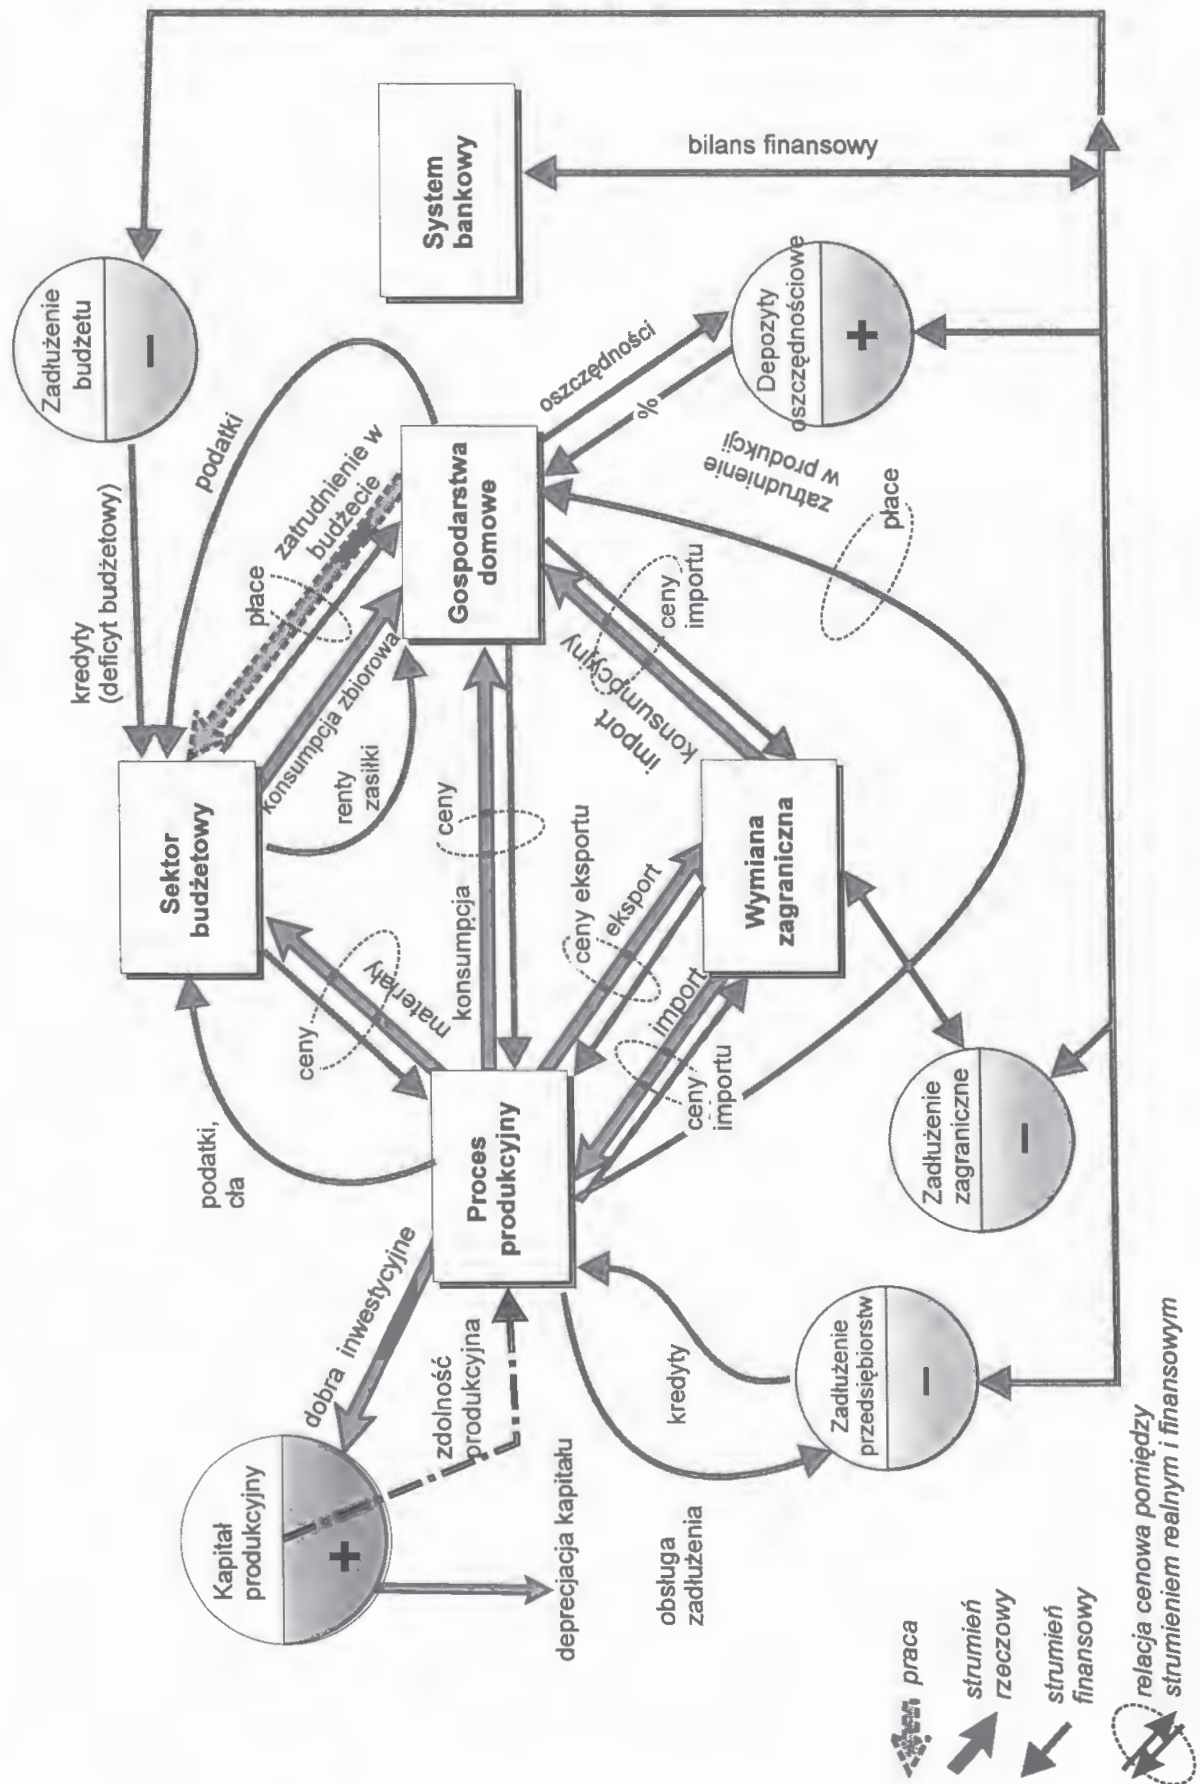 Zadłużenie
budżetu
–
System
bankowy
bilans finansowy
kredyty
(deficyt budżetowy)
podatki
zatrudnienie w
budżecie
płace
Gospodarstwa
domowe
oszczędności
%
Depozyty
oszczędnościowe
+
zatrudnienie
w produkcji
płace
Sektor
budżetowy
konsumpcja zbiorowa
renty
zasiłki
ceny
konsumpcja
ceny
importu
import
konsumpcyjny
podatki,
cła
ceny
materiały
ceny eksportu
eksport
import
ceny
importu
Wymiana
zagraniczna
Proces
produkcyjny
Zadłużenie
zagraniczne
–
Kapitał
produkcyjny
+
dobra inwestycyjne
zdolność
produkcyjna
deprecjacja kapitału
kredyty
obsługa
zadłużenia
Zadłużenie
przedsiębiorstw
–
praca
strumień
rzeczowy
strumień
finansowy
relacja cenowa pomiędzy
strumieniem realnym i finansowym